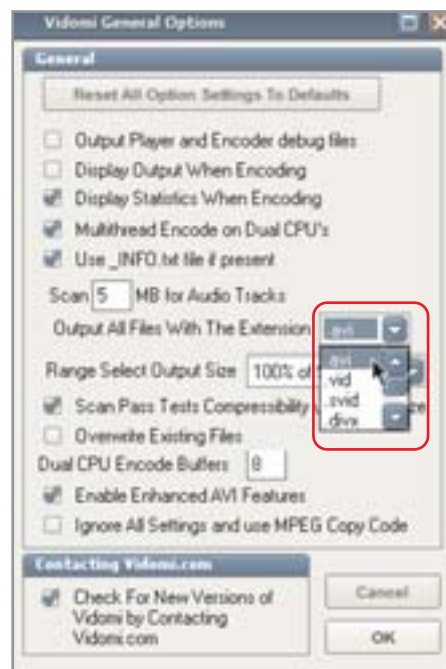 Vidomi General Options
General
Reset All Option Settings To Defaults
Output Player and Encoder debug files
Display Output When Encoding
Display Statistics When Encoding
Multithread Encode on Dual CPU's
Use _INFO.txt file if present
Scan 5 MB for Audio Tracks
Output All Files With The Extension .avi
.avi
Range Select Output Size 100% of
.vid
.svid
Scan Pass Tests Compressibility
.divx
Overwrite Existing Files
Dual CPU Encode Buffers 8
Enable Enhanced AVI Features
Ignore All Settings and use MPEG Copy Code
Contacting Vidomi.com
Check For New Versions of
Vidomi by Contacting
Vidomi.com
Cancel
OK